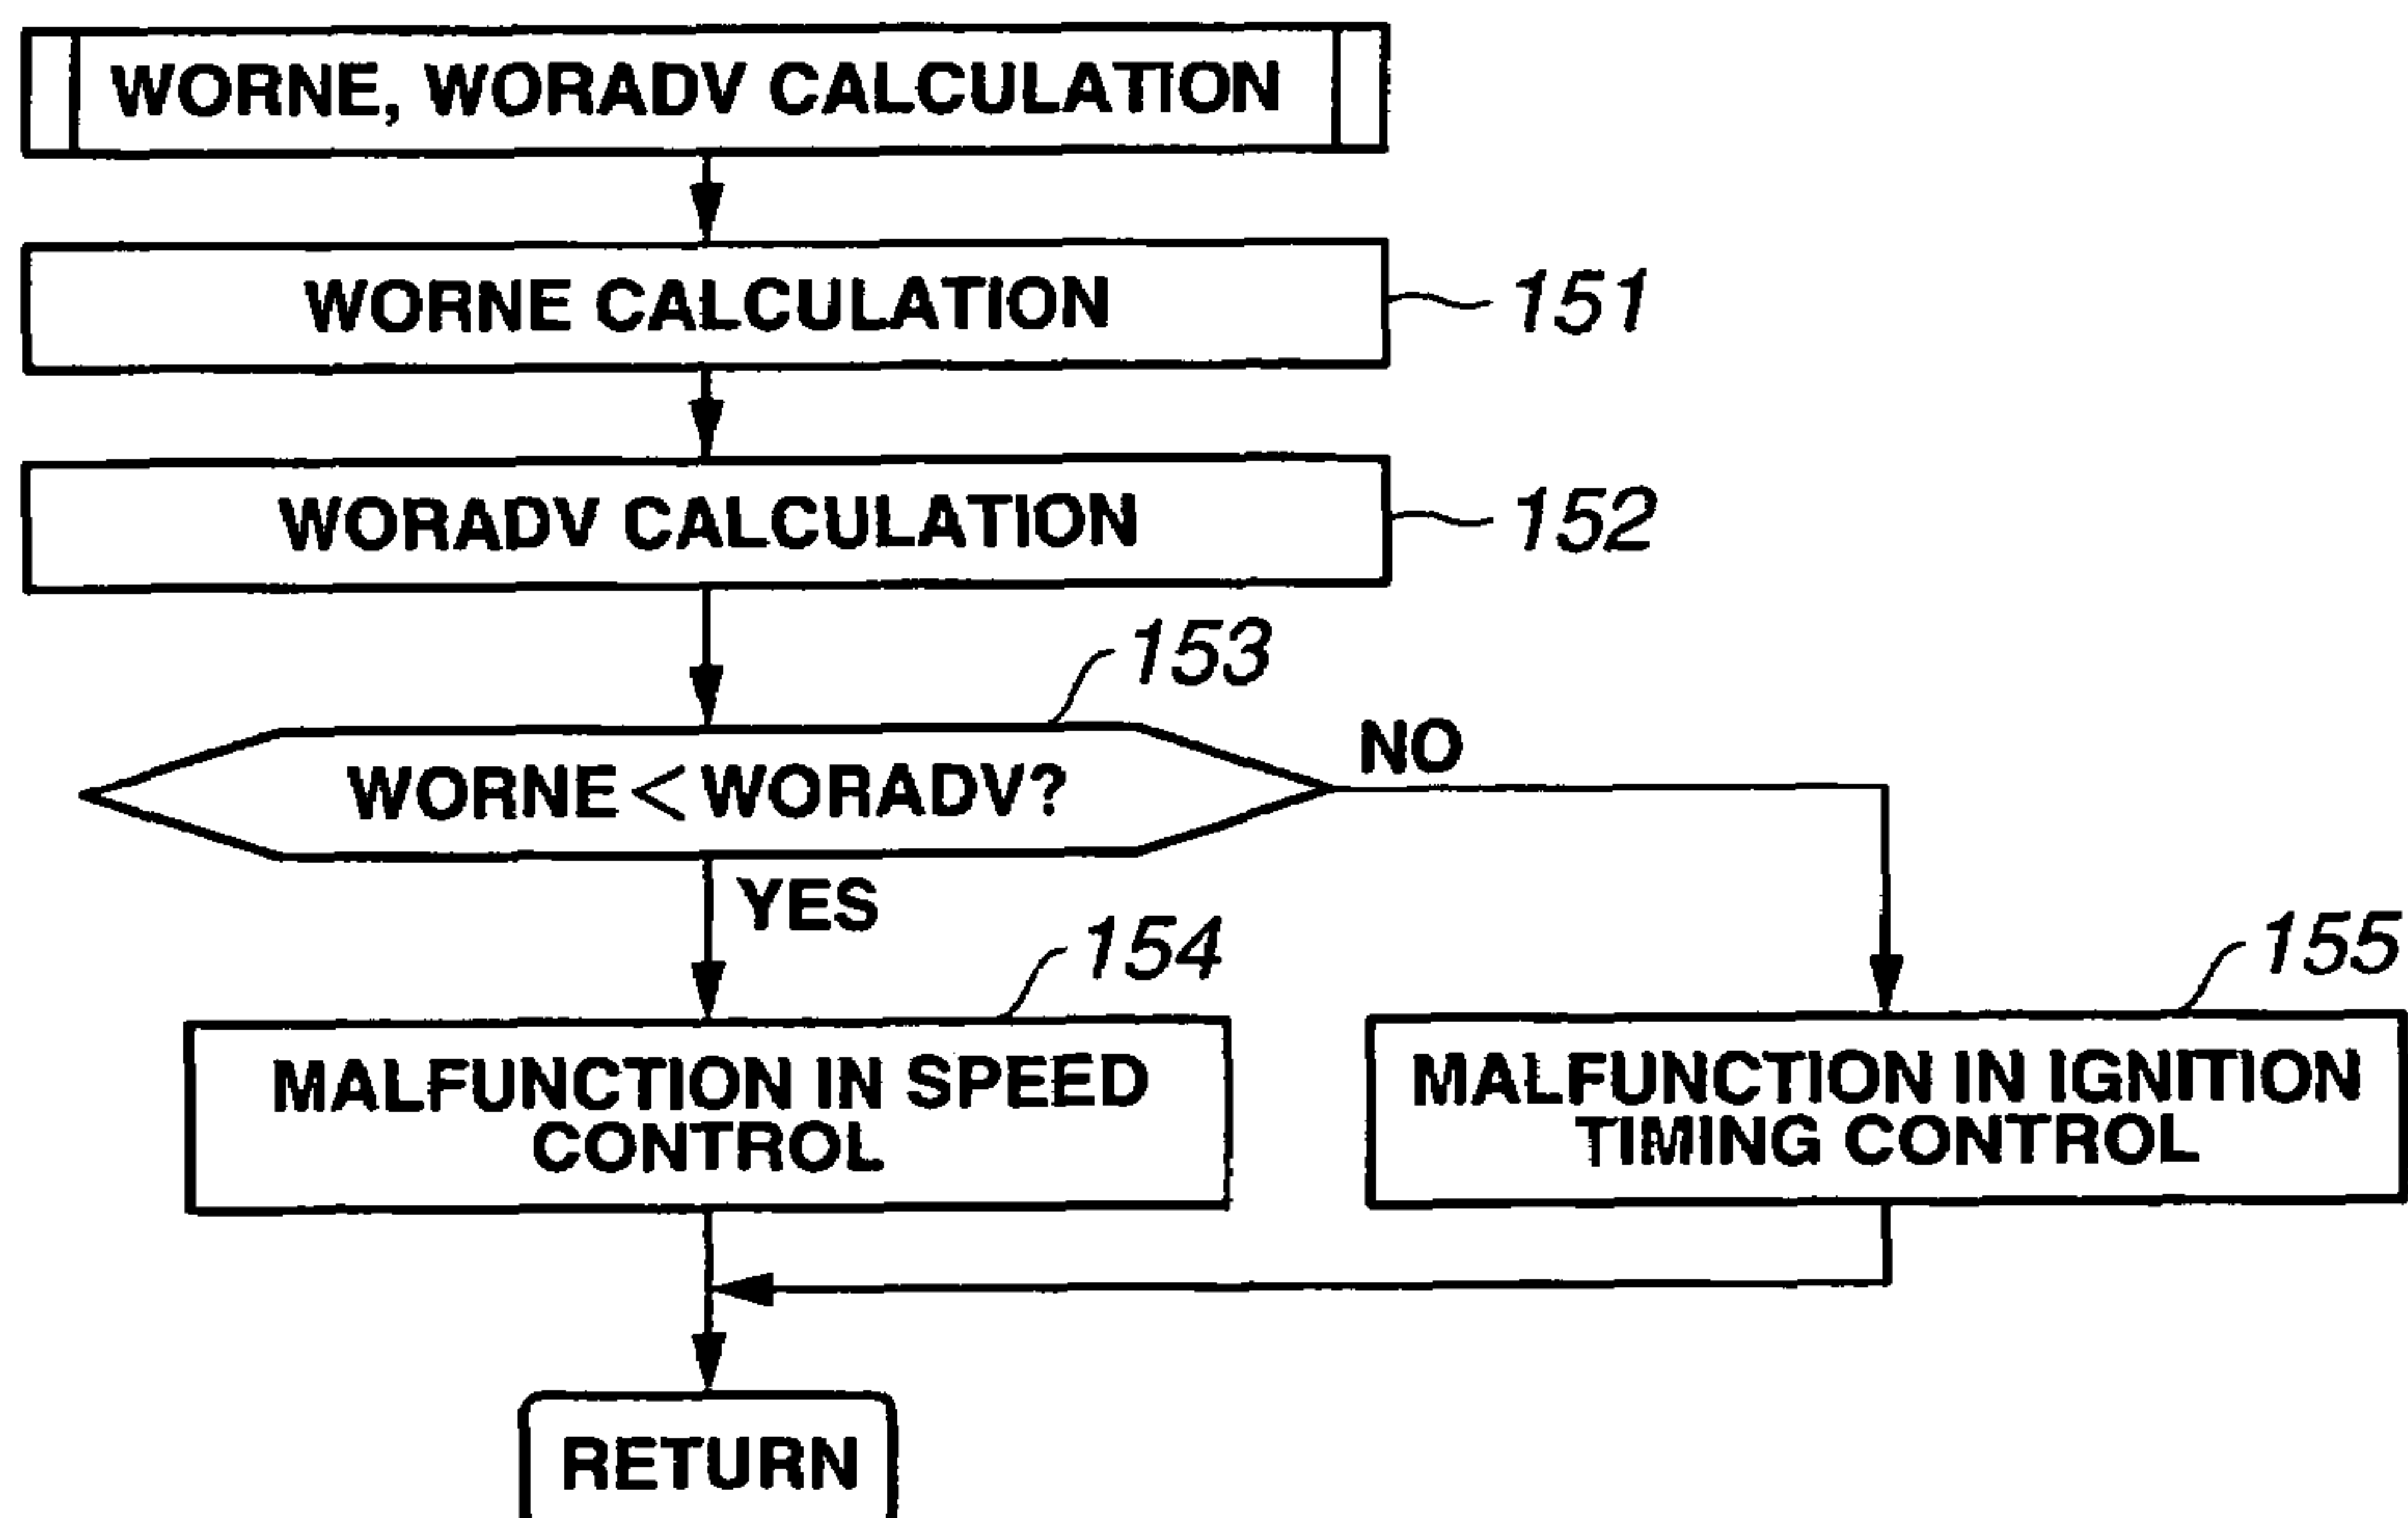 WORNE, WORADV CALCULATION
WORNE CALCULATION
151
WORADV CALCULATION
152
153
WORNE < WORADV?
NO
YES
154
155
MALFUNCTION IN SPEED
CONTROL
MALFUNCTION IN IGNITION
TIMING CONTROL
RETURN